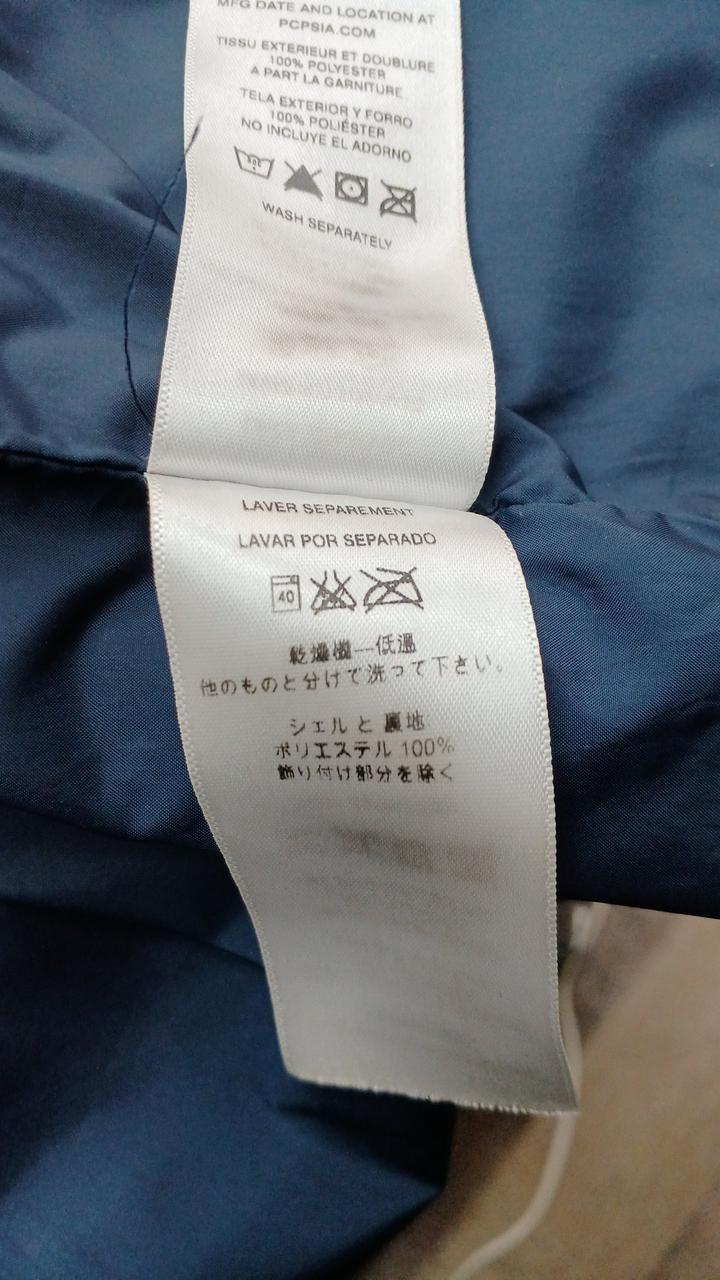 MFG DATE AND LOCATION AT
PCPSIA.COM
TISSU EXTERIEUR ET DOUBLURE
100% POLYESTER
A PART LA GARNITURE
TELA EXTERIOR Y FORRO
100% POLIÉSTER
NO INCLUYE EL ADORNO
WASH SEPARATELY
LAVER SEPAREMENT
LAVAR POR SEPARADO
40
乾燥機―低温
他のものと分けて洗って下さい。
シェルと 裏地
ポリエステル 100%
飾り付け部分を除く